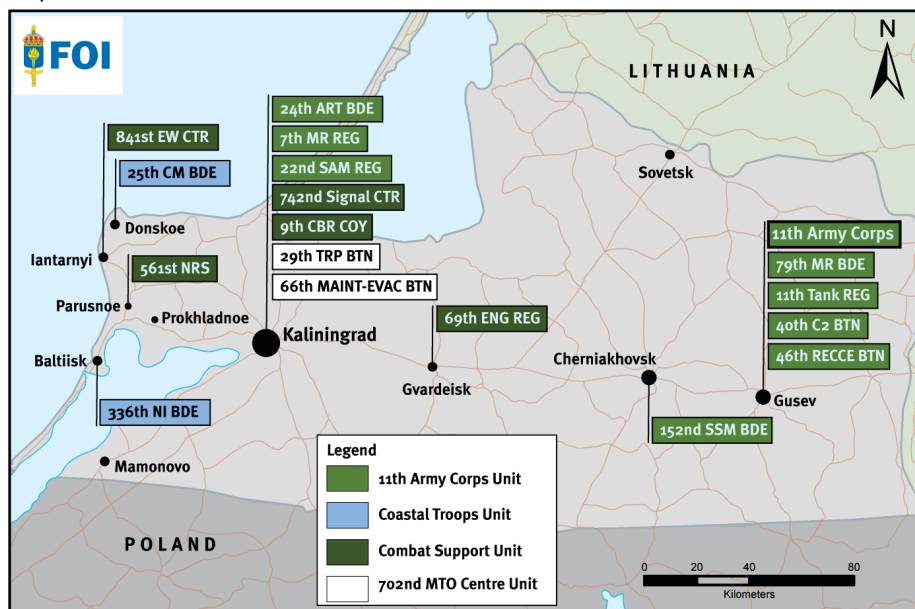 FOI
N
LITHUANIA
24th ART BDE
7th MR REG
22nd SAM REG
742nd Signal CTR
9th CBR COY
29th TRP BTN
66th MAINT-EVAC BTN
Kaliningrad
841st EW CTR
25th CM BDE
Donskoe
Iantarnyi
561st NRS
Parusnoe
Prokhladnoe
Baltiisk
336th NI BDE
Mamonovo
Sovetsk
69th ENG REG
Gvardeisk
Cherniakhovsk
152nd SSM BDE
11th Army Corps
79th MR BDE
11th Tank REG
40th C2 BTN
46th RECCE BTN
Gusev
POLAND
Legend
11th Army Corps Unit
Coastal Troops Unit
Combat Support Unit
702nd MTO Centre Unit
0 20 40 80
Kilometers